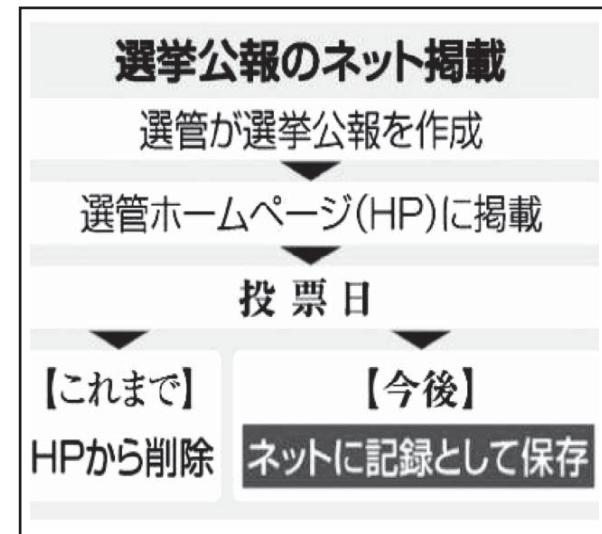 選挙公報のネット掲載
選管が選挙公報を作成
選管ホームページ(HP)に掲載
投票日
【これまで】
HPから削除
【今後】
ネットに記録として保存